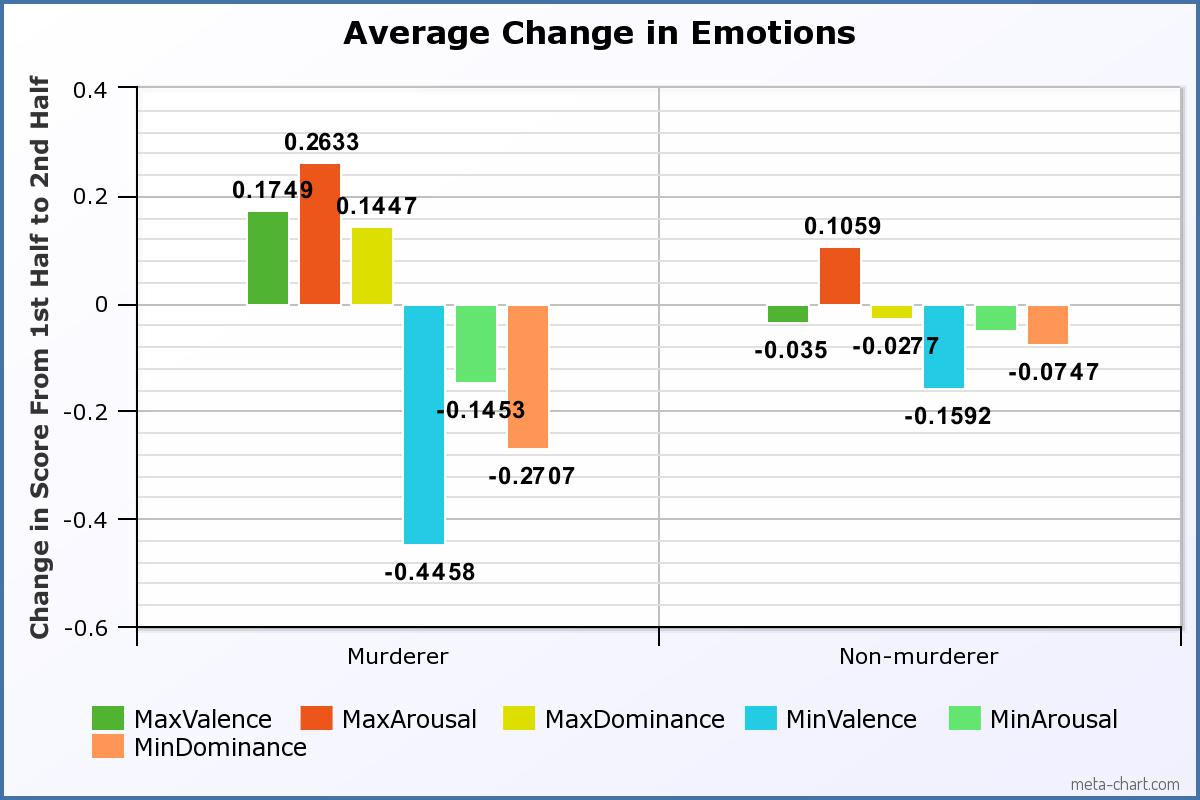 Average Change in Emotions
Change in Score From 1st Half to 2nd Half
0.4
0.2
0
-0.2
-0.4
-0.6
0.1749
0.2633
0.1447
-0.4458
-0.1453
-0.2707
-0.035
0.1059
-0.0277
-0.1592
-0.0747
Murderer
Non-murderer
MaxValence
MaxArousal
MaxDominance
MinValence
MinArousal
MinDominance
meta-chart.com